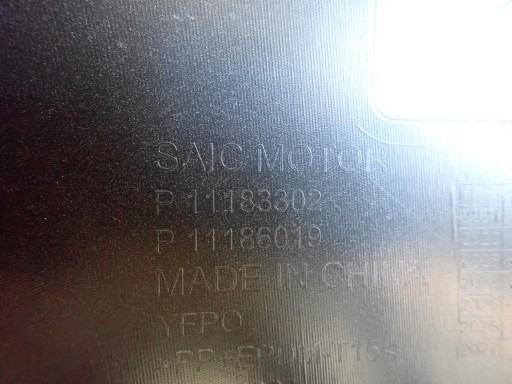 SAIC MOTOR
P 11183302
P 11186019
MADE IN CHINA
YFPO